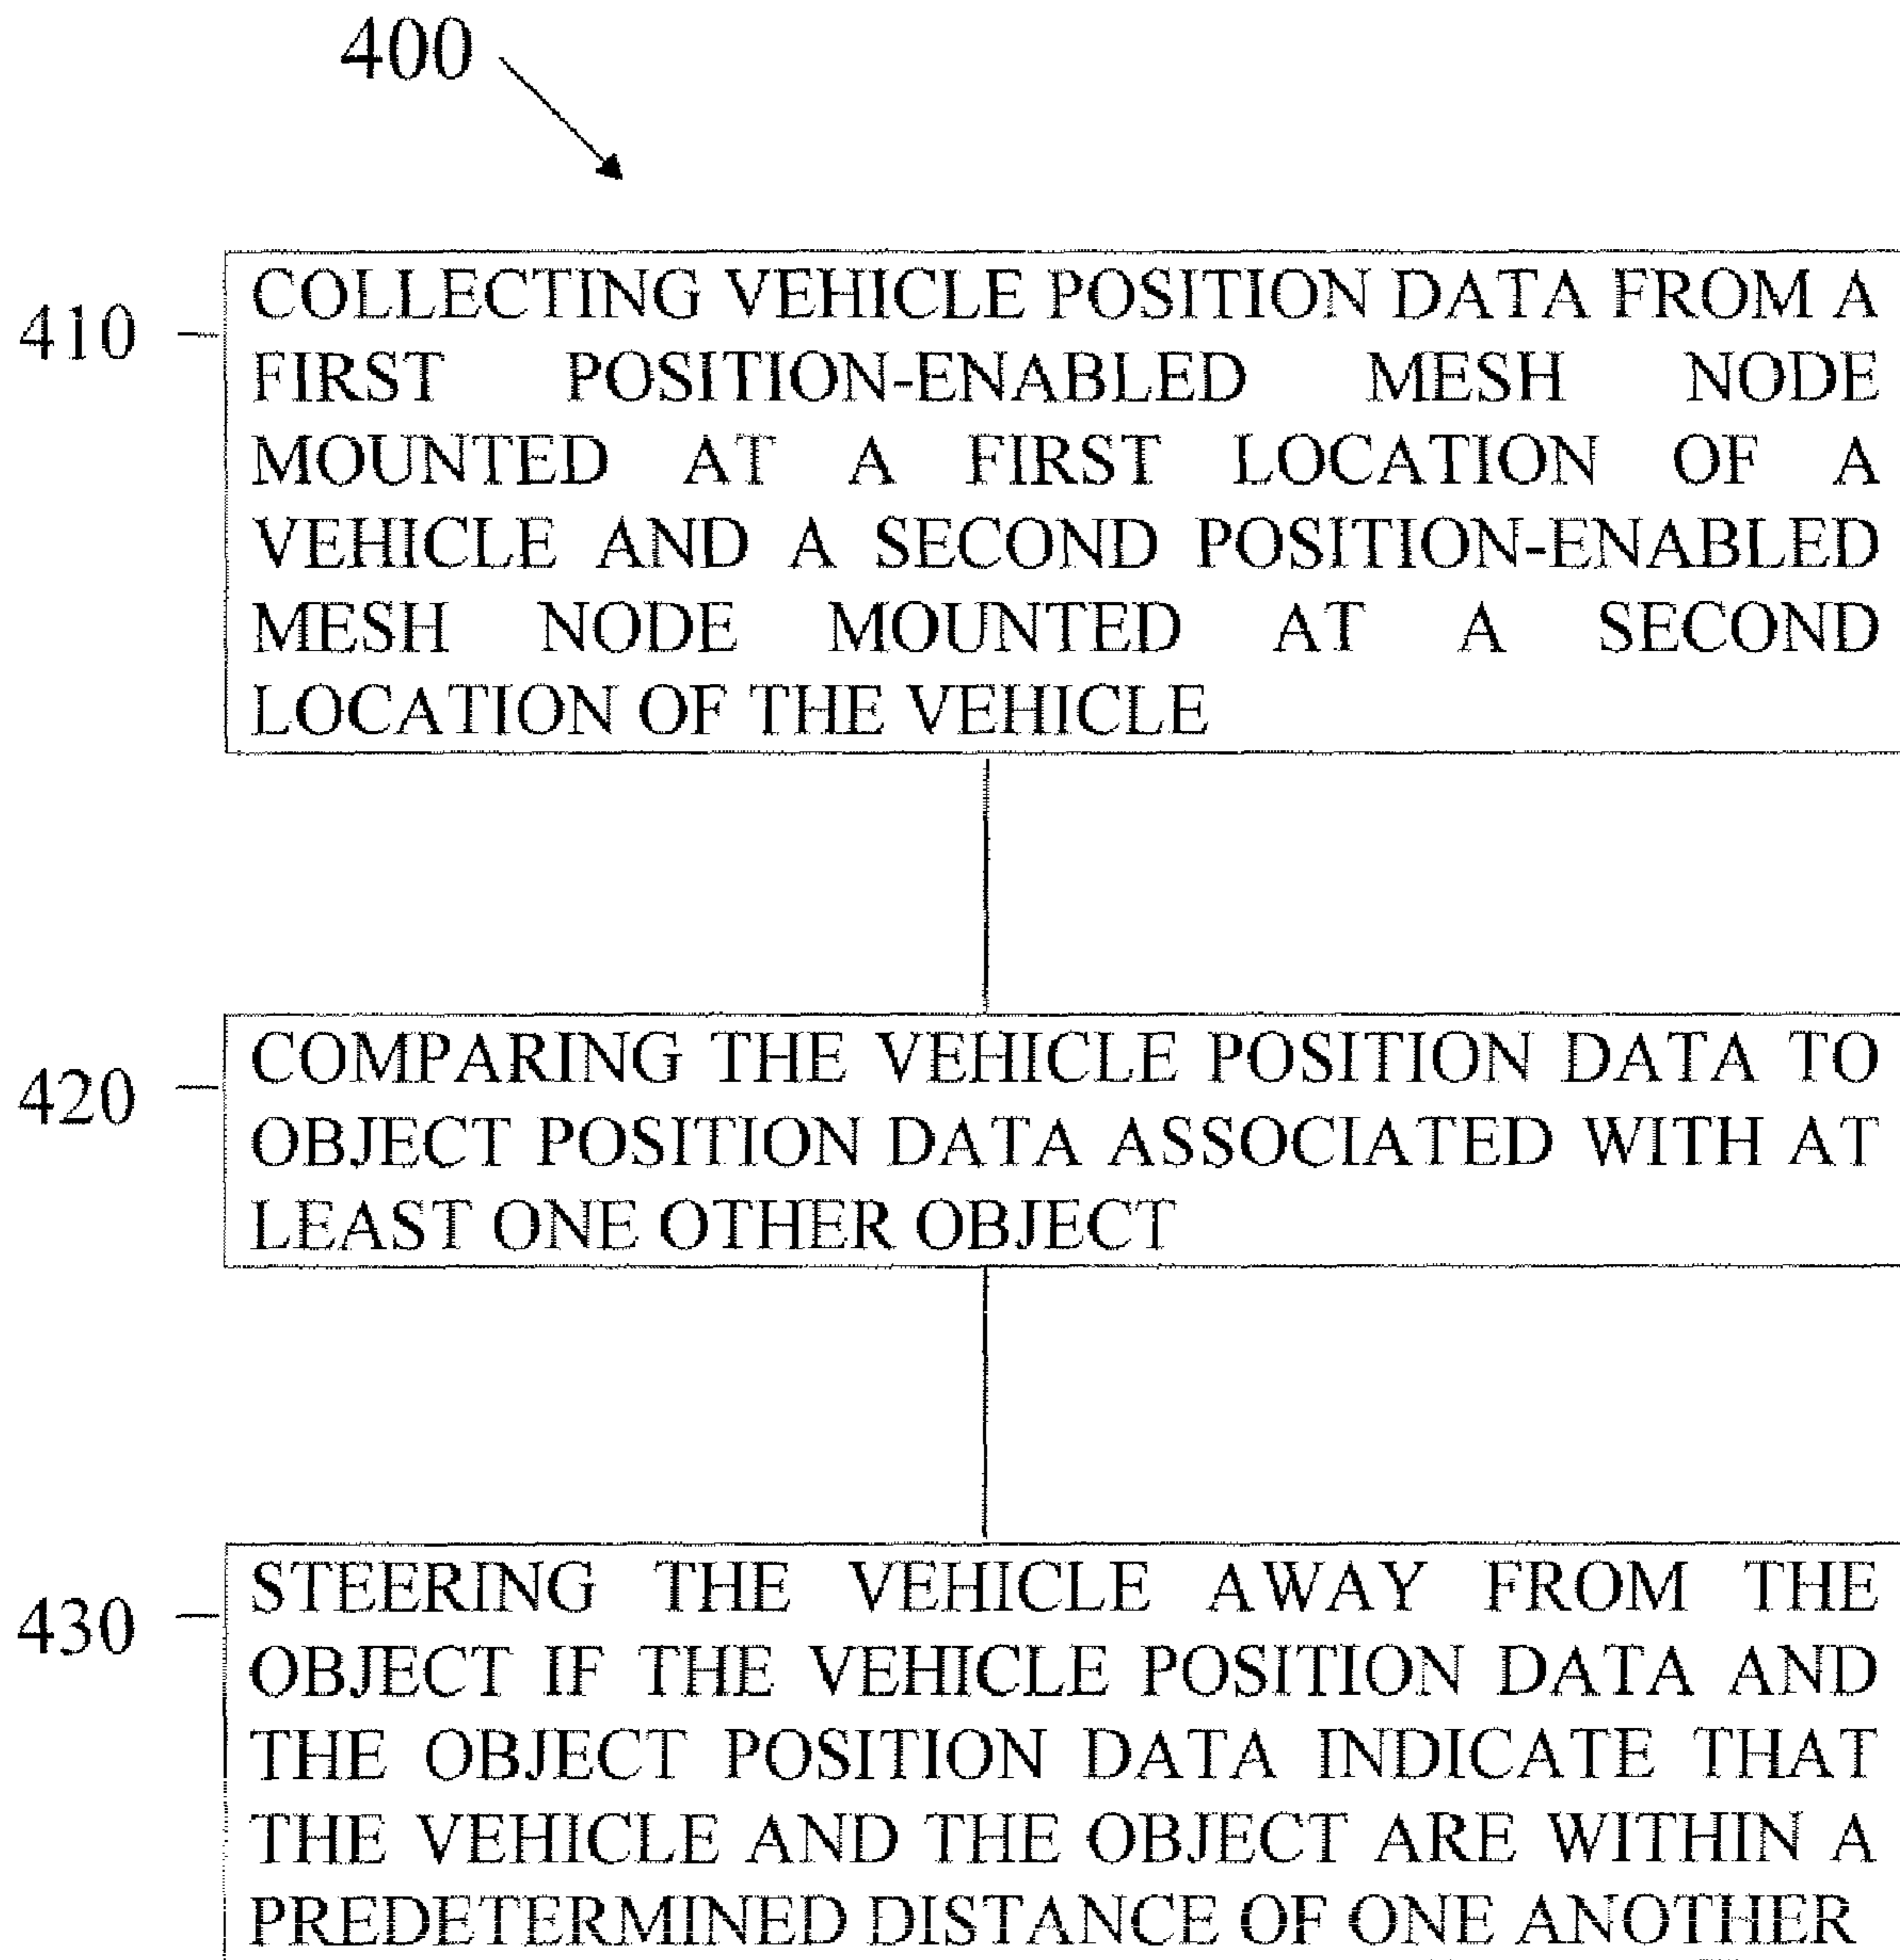 400
410
COLLECTING VEHICLE POSITION DATA FROM A
FIRST POSITION-ENABLED MESH NODE
MOUNTED AT A FIRST LOCATION OF A
VEHICLE AND A SECOND POSITION-ENABLED
MESH NODE MOUNTED AT A SECOND
LOCATION OF THE VEHICLE
420
COMPARING THE VEHICLE POSITION DATA TO
OBJECT POSITION DATA ASSOCIATED WITH AT
LEAST ONE OTHER OBJECT
430
STEERING THE VEHICLE AWAY FROM THE
OBJECT IF THE VEHICLE POSITION DATA AND
THE OBJECT POSITION DATA INDICATE THAT
THE VEHICLE AND THE OBJECT ARE WITHIN A
PREDETERMINED DISTANCE OF ONE ANOTHER